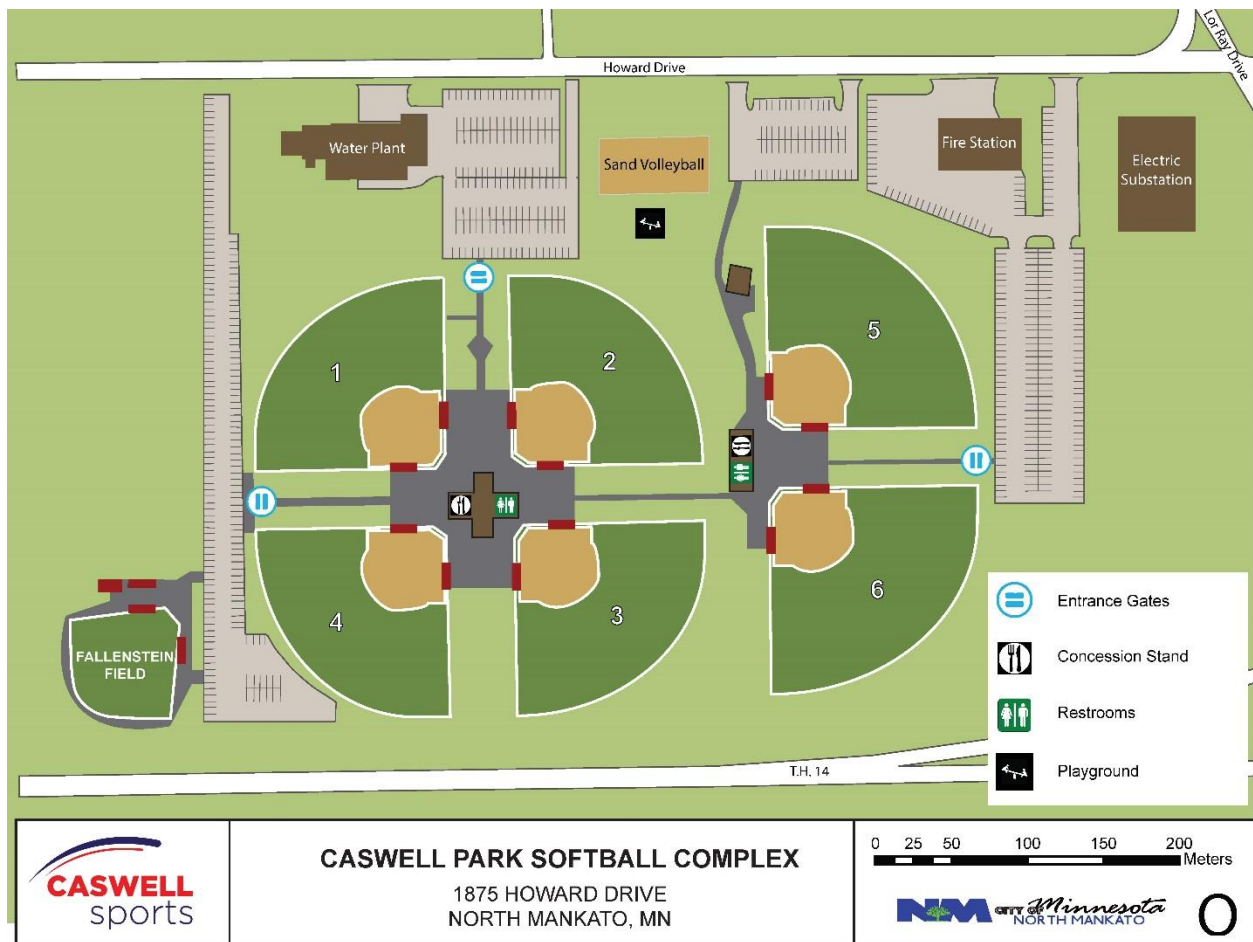 Howard Drive
Lor Ray Drive
Water Plant
Sand Volleyball
Fire Station
Electric
Substation
1
2
5
4
3
6
FALLENSTEIN
FIELD
Entrance Gates
Concession Stand
Restrooms
Playground
T.H. 14
CASWELL
sports
CASWELL PARK SOFTBALL COMPLEX
1875 HOWARD DRIVE
NORTH MANKATO, MN
0 25 50 100 150 200
Meters
NM CITY OF Minnesota
NORTH MANKATO
O